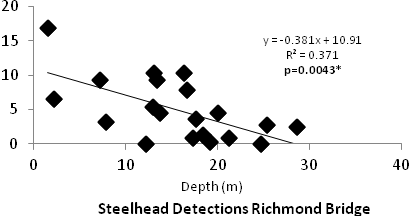 20
15
y = -0.381x + 10.91
R² = 0.371
p=0.0043*
10
5
0
0 10 20 30 40
Depth (m)
Steelhead Detections Richmond Bridge